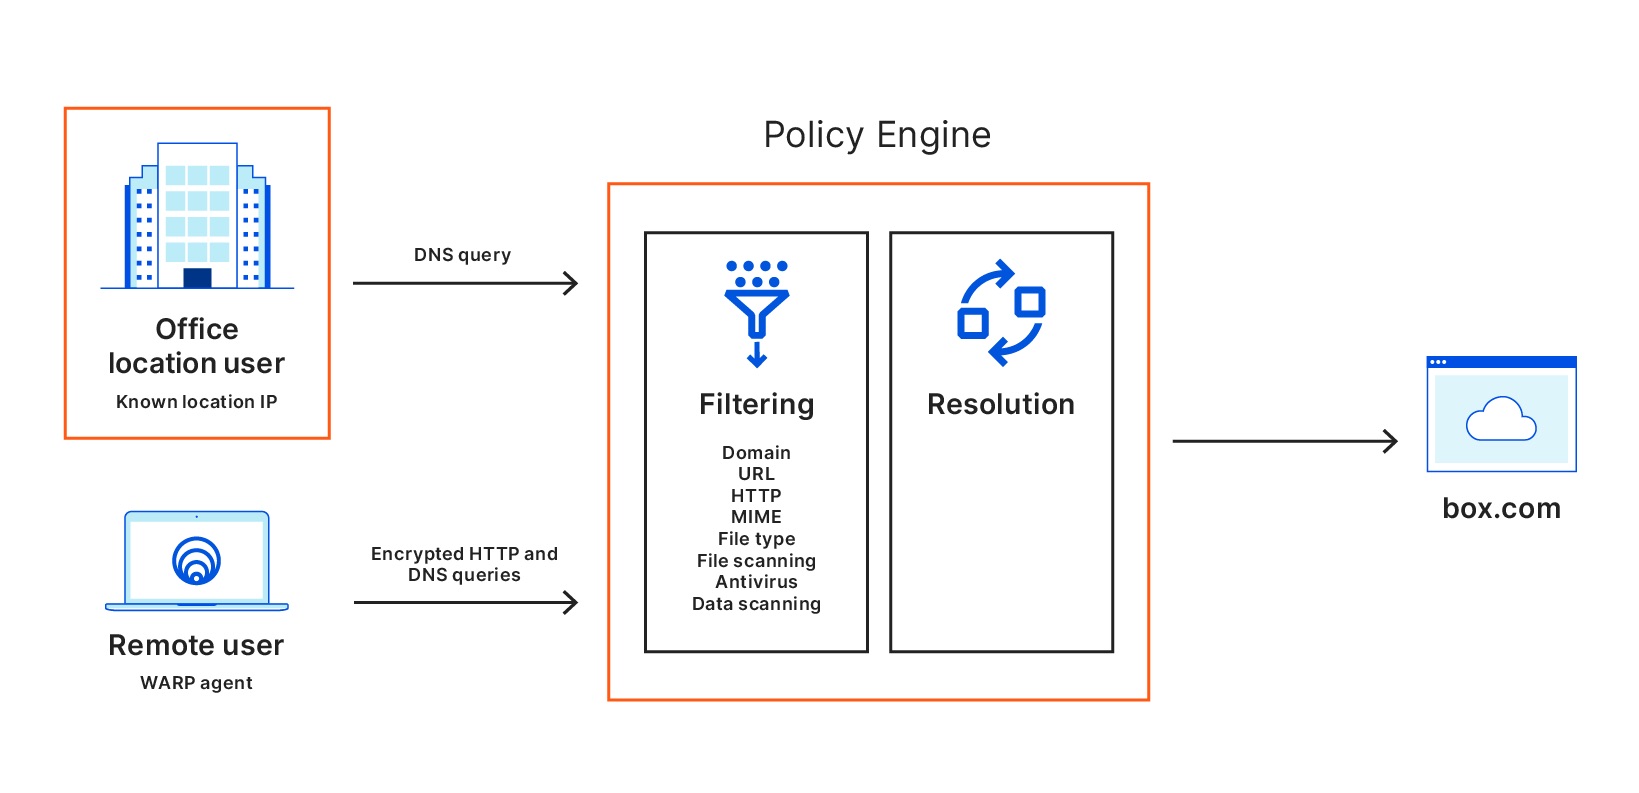 Policy Engine
Office
location user
Known location IP
DNS query
Remote user
WARP agent
Encrypted HTTP and
DNS queries
Filtering
Domain
URL
HTTP
MIME
File type
File scanning
Antivirus
Data scanning
Resolution
box.com